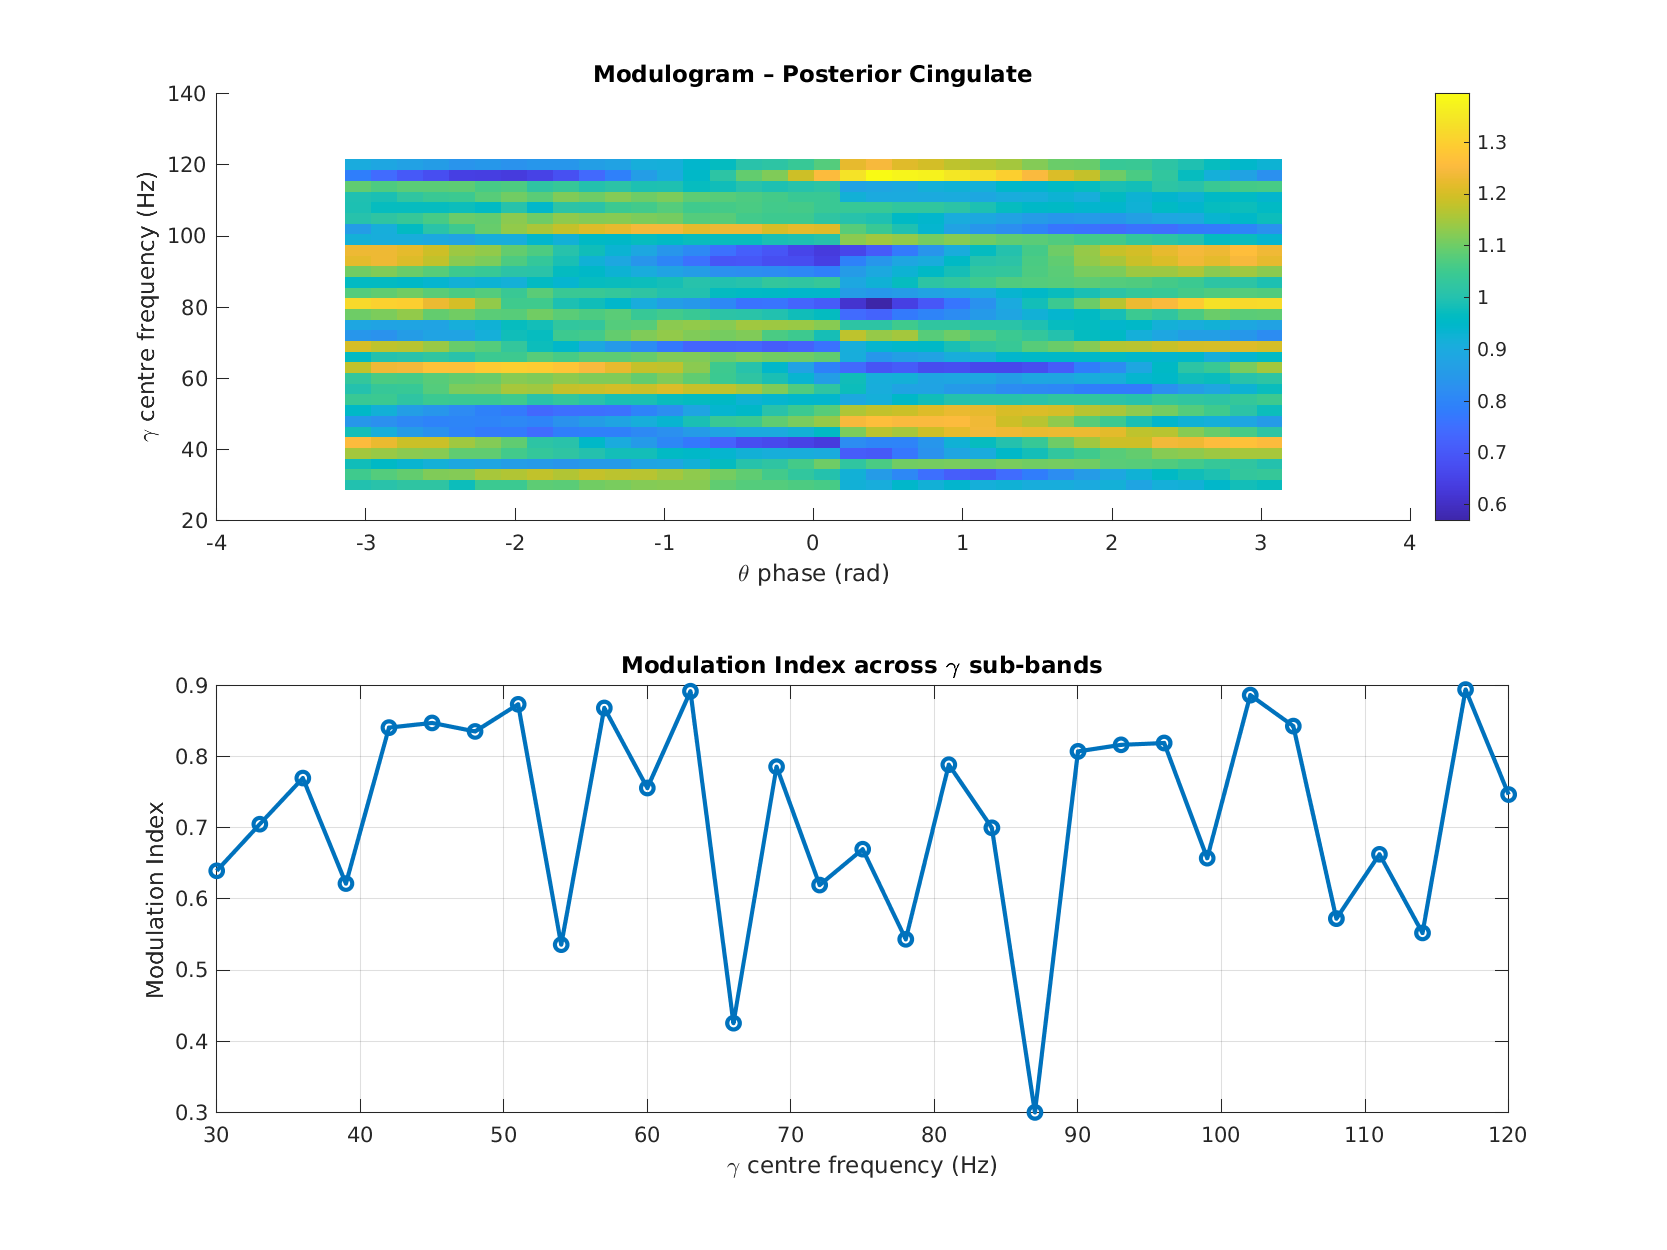 Modulogram – Posterior Cingulate
140
120
100
80
60
40
20
γ centre frequency (Hz)
-4 -3 -2 -1 0 1 2 3 4
θ phase (rad)
1.3
1.2
1.1
1
0.9
0.8
0.7
0.6
Modulation Index across γ sub-bands
0.9
0.8
0.7
0.6
0.5
0.4
0.3
Modulation Index
30 40 50 60 70 80 90 100 110 120
γ centre frequency (Hz)